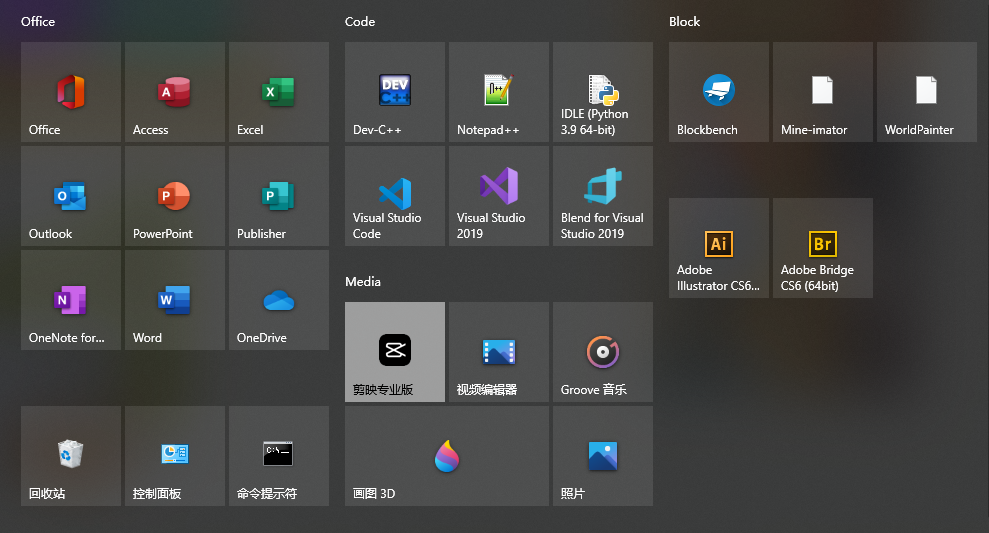 Office
Office
Access
Excel
Outlook
PowerPoint
Publisher
OneNote for...
Word
OneDrive
回收站
控制面板
C:\._
命令提示符
Code
DEV
C++
Dev-C++
Notepad++
IDLE (Python
3.9 64-bit)
Visual Studio
Code
Visual Studio
2019
Blend for Visual
Studio 2019
Media
剪映专业版
视频编辑器
Groove 音乐
画图 3D
照片
Block
Blockbench
Mine-imator
WorldPainter
Ai
Adobe
Illustrator CS6...
Br
Adobe Bridge
CS6 (64bit)